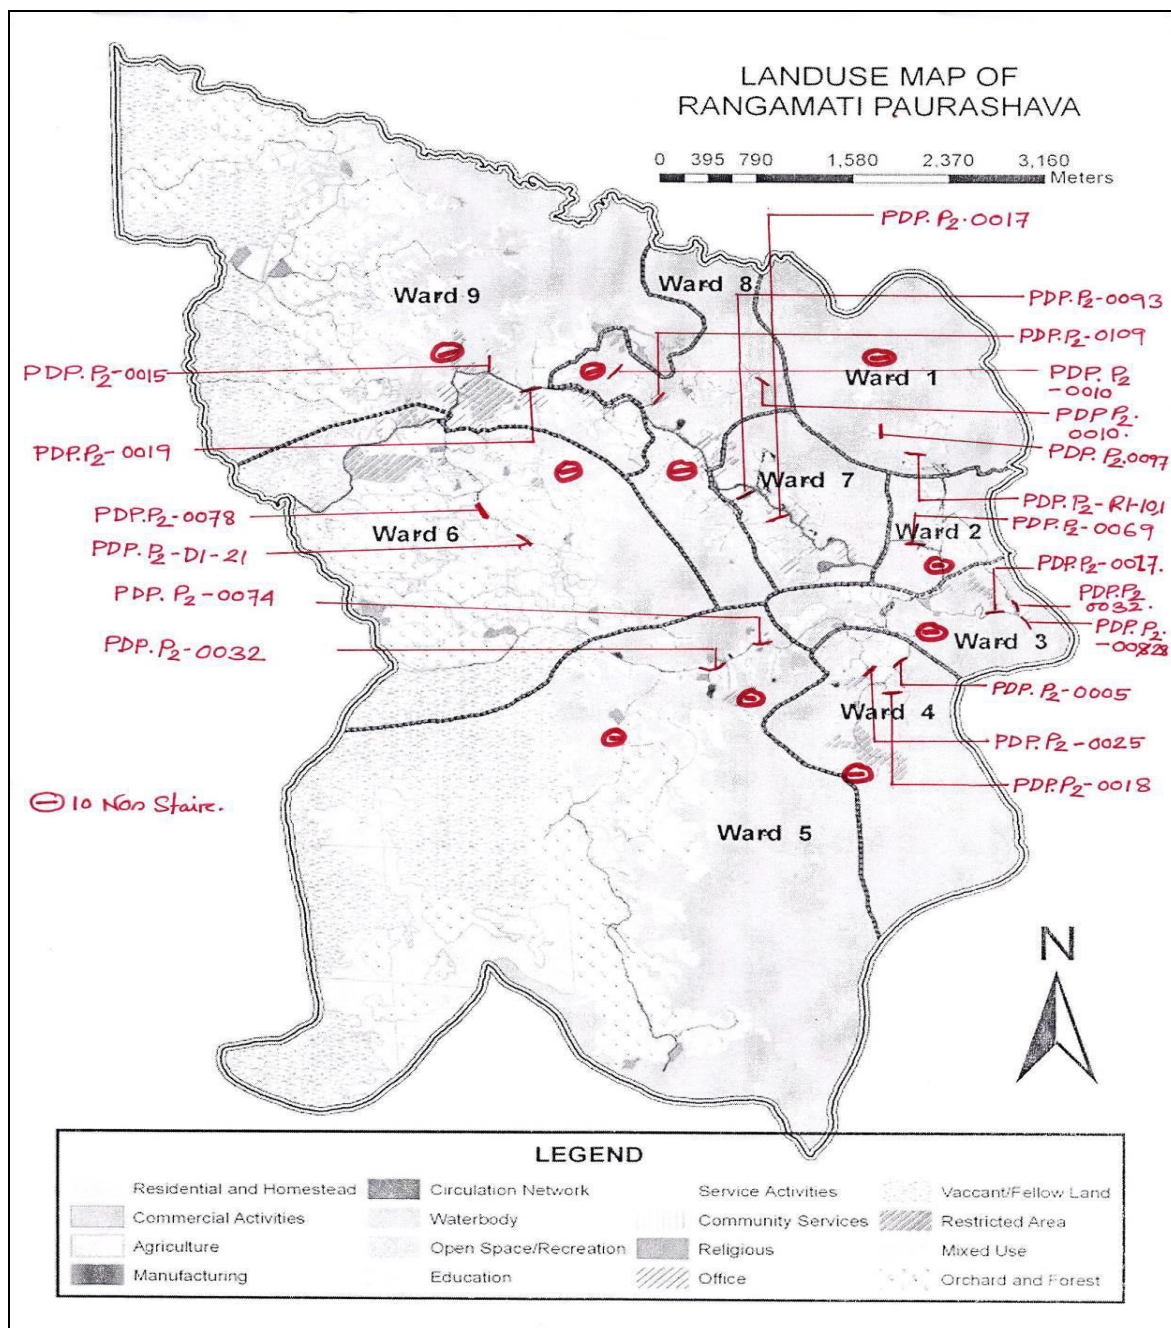 LANDUSE MAP OF
RANGAMATI PAURASHAVA
0 395 790 1,580 2,370 3,160
Meters
PDP.P2.0017
Ward 8
Ward 9
PDP.P2-0093
PDP.P2-0109
PDP.P2-0015
Ward 1
PDP. P2
-0010
PDP P2.
0010.
PDP.P2-0019
PDP.P2.0097
Ward 7
PDP.P2-R1-101
PDP.P2-0078
Ward 6
Ward 2
PDP.P2-0069
PDP.P2-D1-21
PDP.P2-0017.
PDP. P2-0074
PDP.P2
0032.
PDP.P2-0032
Ward 3
PDP.P2.
PDP.P2-0005
Ward 4
PDP.P2-0025
PDP.P2-0018
10 Nos Staire.
Ward 5
N
LEGEND
Residential and Homestead
Circulation Network
Service Activities
Vaccant/Fellow Land
Commercial Activities
Waterbody
Community Services
Restricted Area
Agriculture
Open Space/Recreation
Religious
Mixed Use
Manufacturing
Education
Office
Orchard and Forest